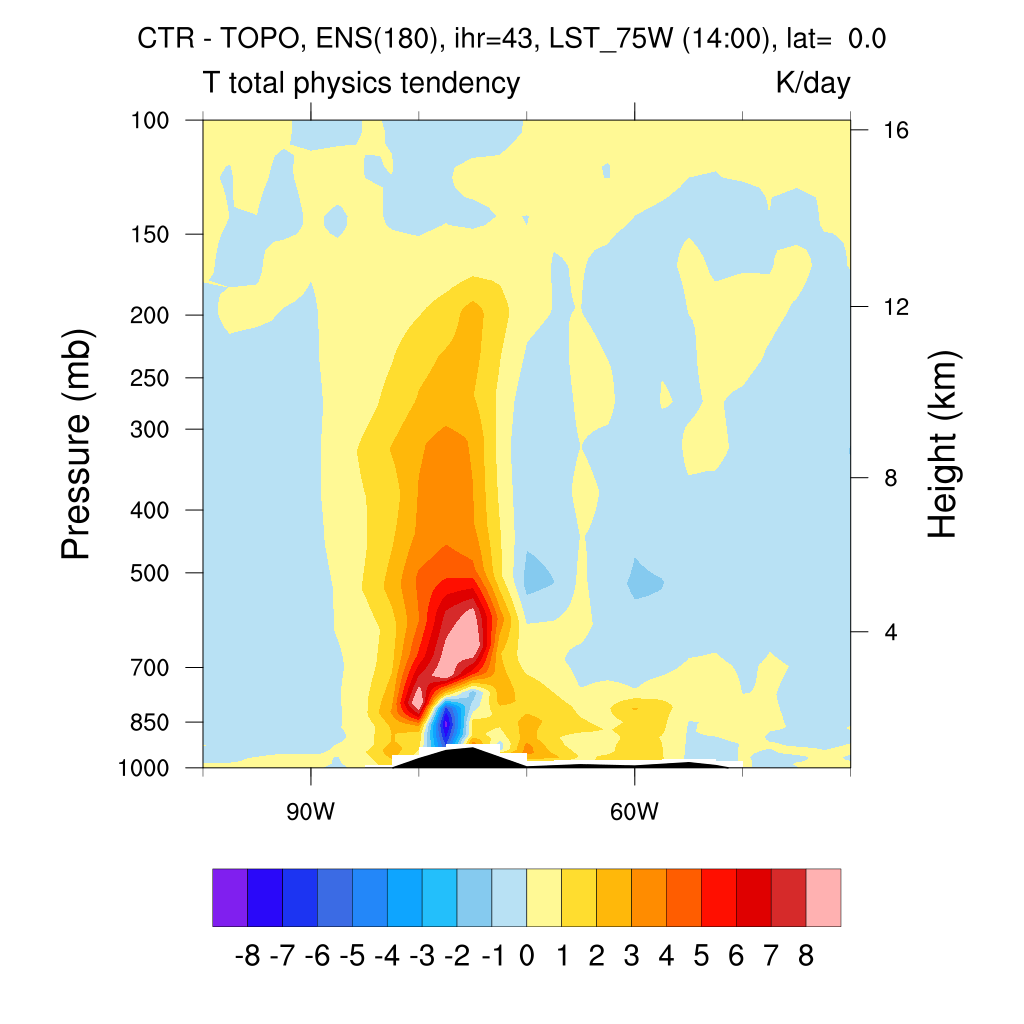 CTR - TOPO, ENS(180), ihr=43, LST_75W (14:00), lat=  0.0
T total physics tendency K/day
100
150
200
250
300
400
500
700
850
1000
Pressure (mb)
16
12
8
4
Height (km)
90W 60W
-8 -7 -6 -5 -4 -3 -2 -1 0 1 2 3 4 5 6 7 8